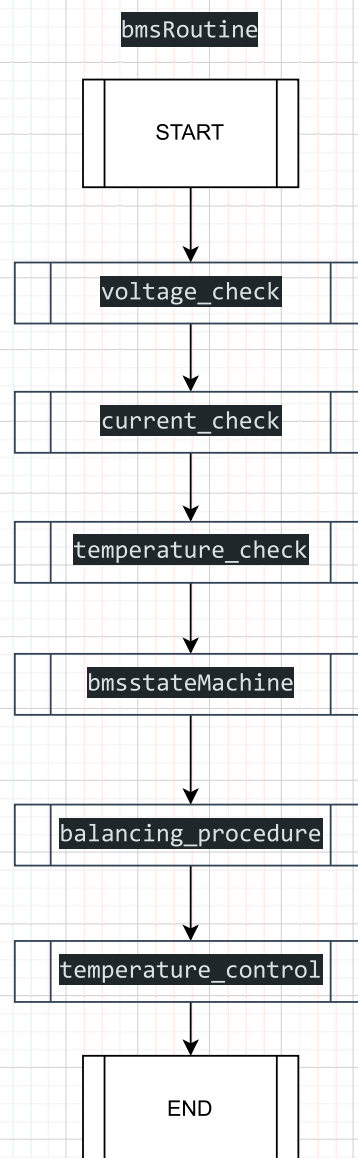 bmsRoutine
START
voltage_check
current_check
temperature_check
bmsstateMachine
balancing_procedure
temperature_control
END